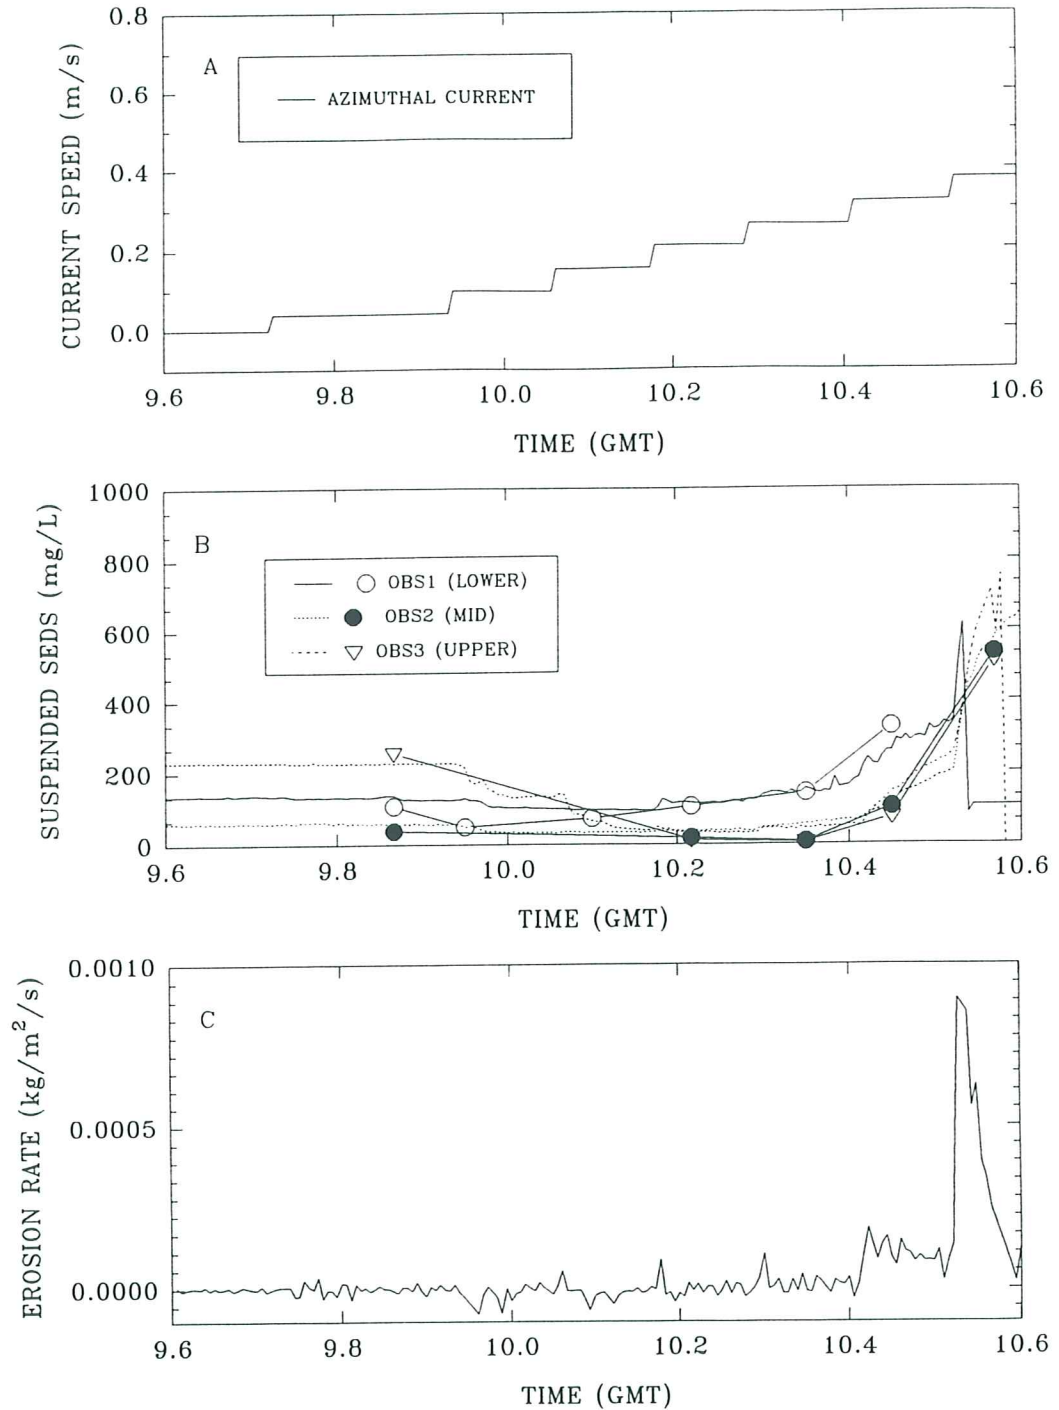 0.8
A
AZIMUTHAL CURRENT
0.6
0.4
0.2
0.0
CURRENT SPEED (m/s)
9.6 9.8 10.0 10.2 10.4 10.6
TIME (GMT)
1000
B
OBS1 (LOWER)
OBS2 (MID)
OBS3 (UPPER)
800
600
400
200
0
SUSPENDED SEDS (mg/L)
9.6 9.8 10.0 10.2 10.4 10.6
TIME (GMT)
0.0010
C
0.0005
0.0000
EROSION RATE (kg/m²/s)
9.6 9.8 10.0 10.2 10.4 10.6
TIME (GMT)